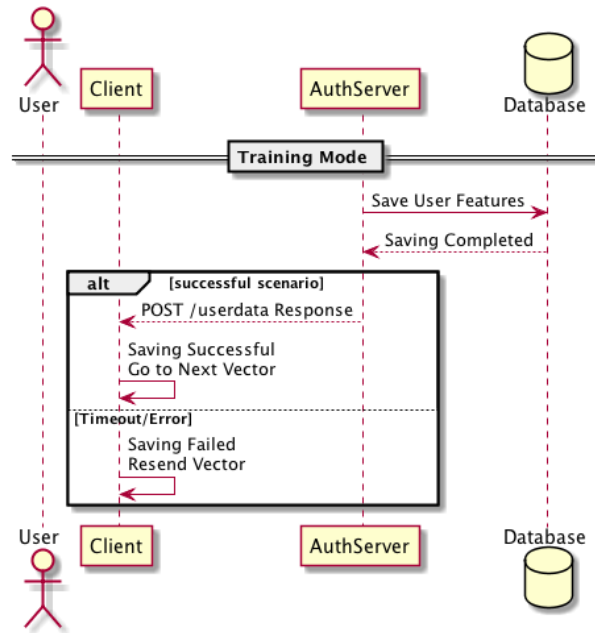 User
Client
AuthServer
Database
Training Mode
Save User Features
Saving Completed
alt
[successful scenario]
POST /userdata Response
Saving Successful
Go to Next Vector
[Timeout/Error]
Saving Failed
Resend Vector
User
Client
AuthServer
Database